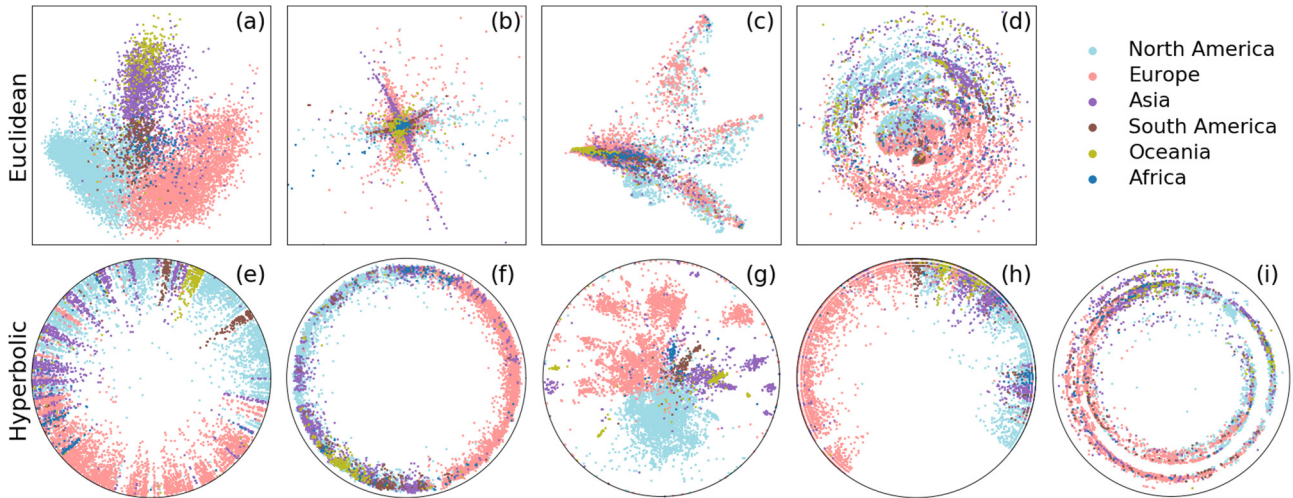 (a)
(b)
(c)
(d)
Euclidean
North America
Europe
Asia
South America
Oceania
Africa
(e)
(f)
(g)
(h)
(i)
Hyperbolic